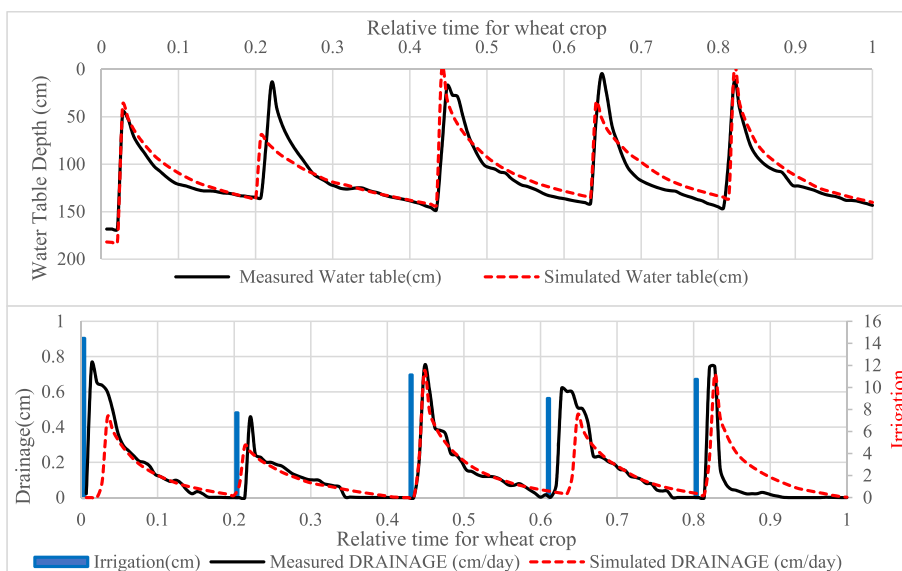 Relative time for wheat crop
0 0.1 0.2 0.3 0.4 0.5 0.6 0.7 0.8 0.9 1
Water Table Depth (cm)
0
50
100
150
200
Measured Water table(cm) Simulated Water table(cm)
Drainage(cm)
1
0.8
0.6
0.4
0.2
0
16
14
12
10
8
6
4
2
0
Irrigation
0 0.1 0.2 0.3 0.4 0.5 0.6 0.7 0.8 0.9 1
Relative time for wheat crop
Irrigation(cm) Measured DRAINAGE (cm/day) Simulated DRAINAGE (cm/day)